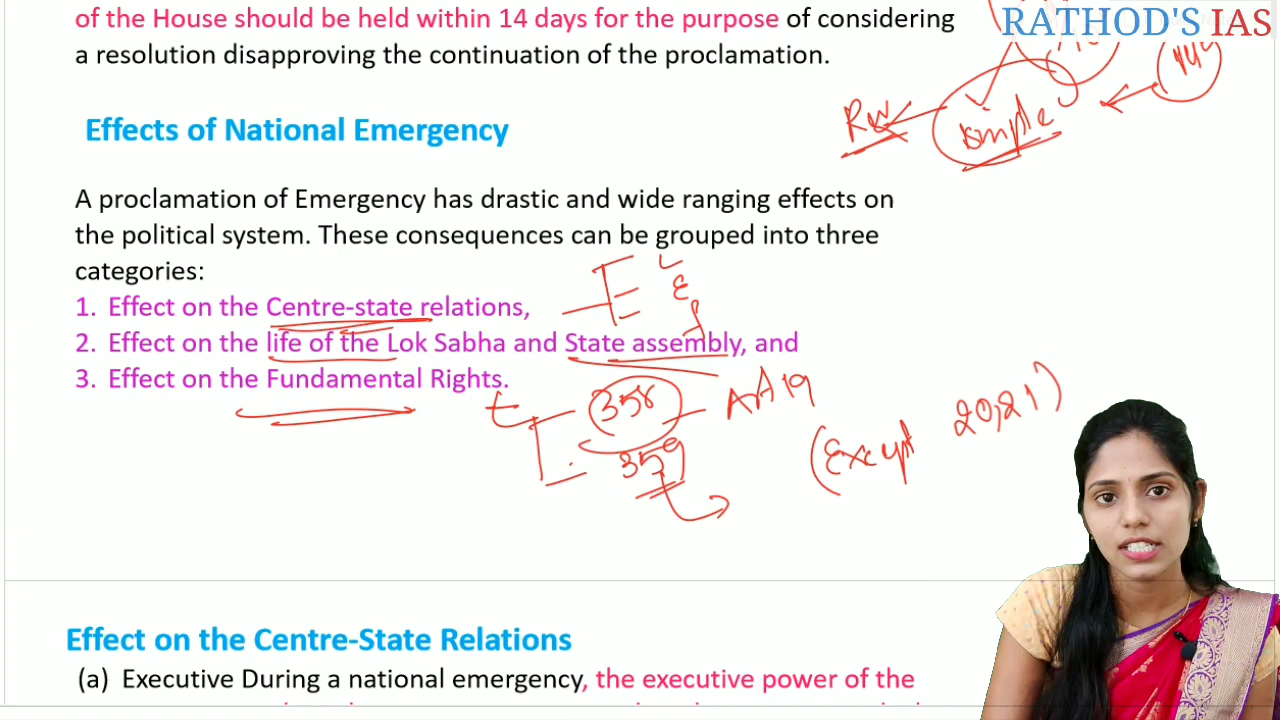 of the House should be held within 14 days for the purpose of considering
RATHOD'S IAS
a resolution disapproving the continuation of the proclamation.
simple
Effects of National Emergency
A proclamation of Emergency has drastic and wide ranging effects on
the political system. These consequences can be grouped into three
categories:
1. Effect on the Centre-state relations,
2. Effect on the life of the Lok Sabha and State assembly, and
3. Effect on the Fundamental Rights.
358 19
359
(Except 20,21)
Effect on the Centre-State Relations
(a) Executive During a national emergency, the executive power of the